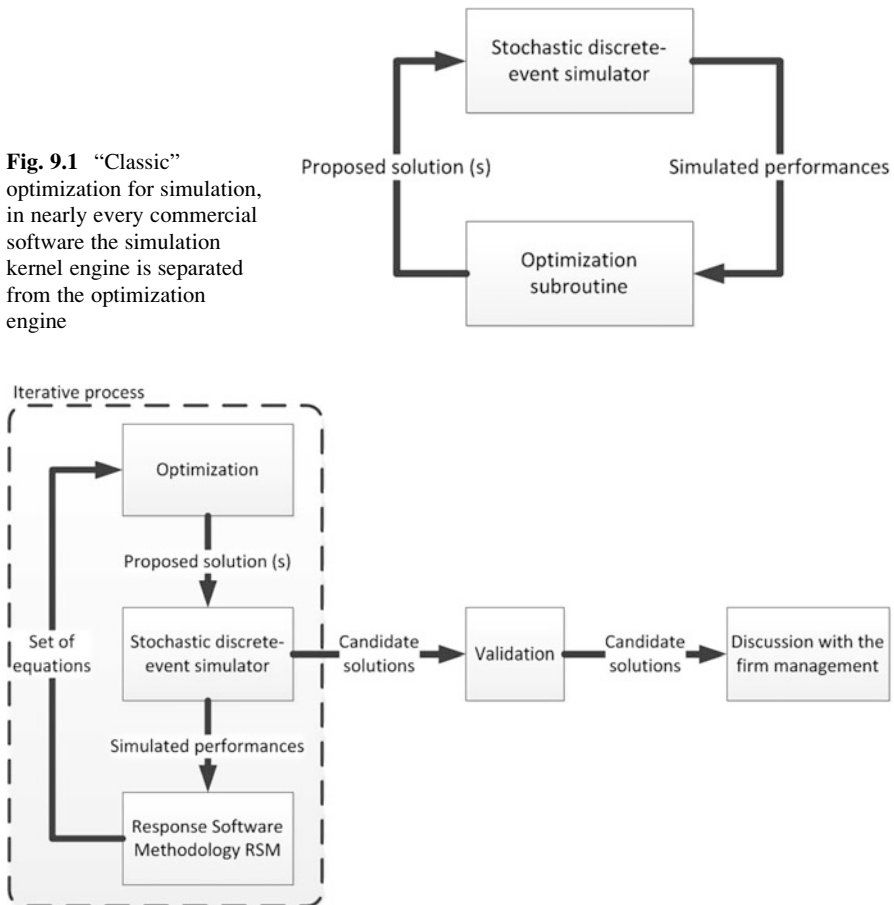 Fig. 9.1 “Classic”
optimization for simulation,
in nearly every commercial
software the simulation
kernel engine is separated
from the optimization
engine
Stochastic discrete-
event simulator
Proposed solution (s)
Simulated performances
Optimization
subroutine
Iterative process
Optimization
Proposed solution (s)
Set of
equations
Stochastic discrete-
event simulator
Candidate
solutions
Validation
Candidate
solutions
Discussion with the
firm management
Simulated performances
Response Software
Methodology RSM